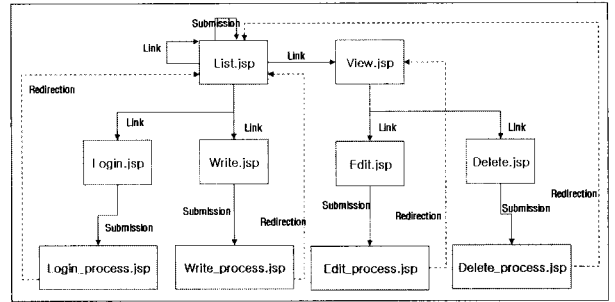 Submission
Link
List.jsp
Link
View.jsp
Redirection
Link
Link
Link
Link
Login.jsp
Write.jsp
Edit.jsp
Delete.jsp
Submission
Submission
Submission
Submission
Redirection
Redirection
Redirection
Login_process.jsp
Write_process.jsp
Edit_process.jsp
Delete_process.jsp